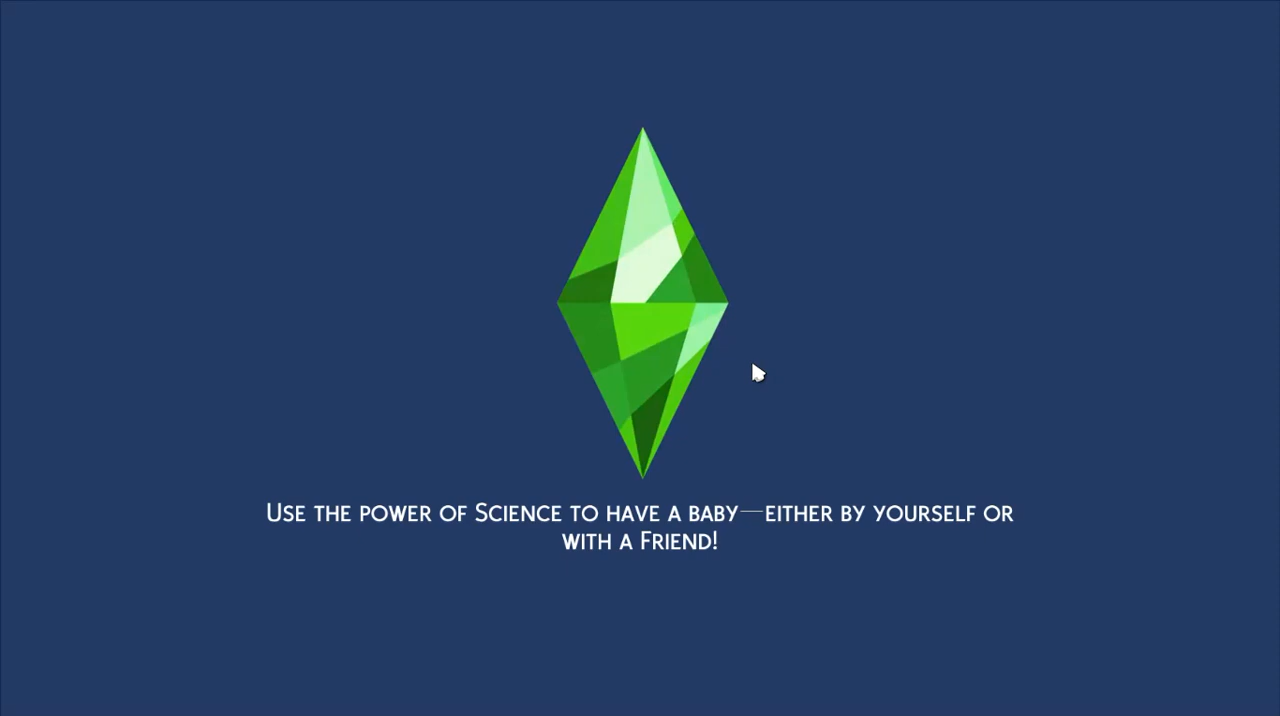 Use the power of Science to have a baby—either by yourself or
with a Friend!